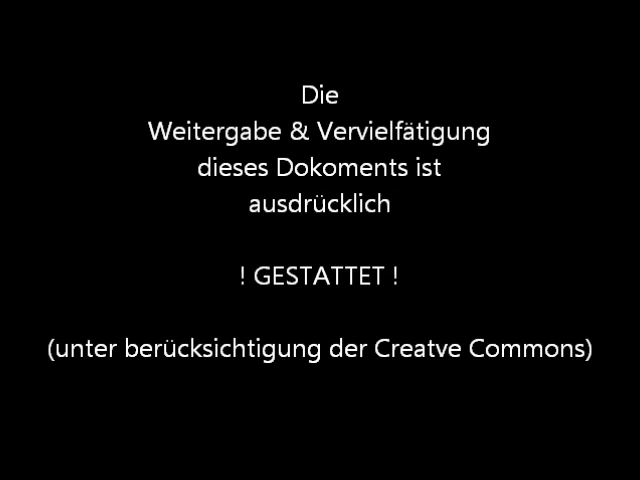 Die
Weitergabe & Vervielfätigung
dieses Dokoments ist
ausdrücklich
! GESTATTET !
(unter berücksichtigung der Creatve Commons)